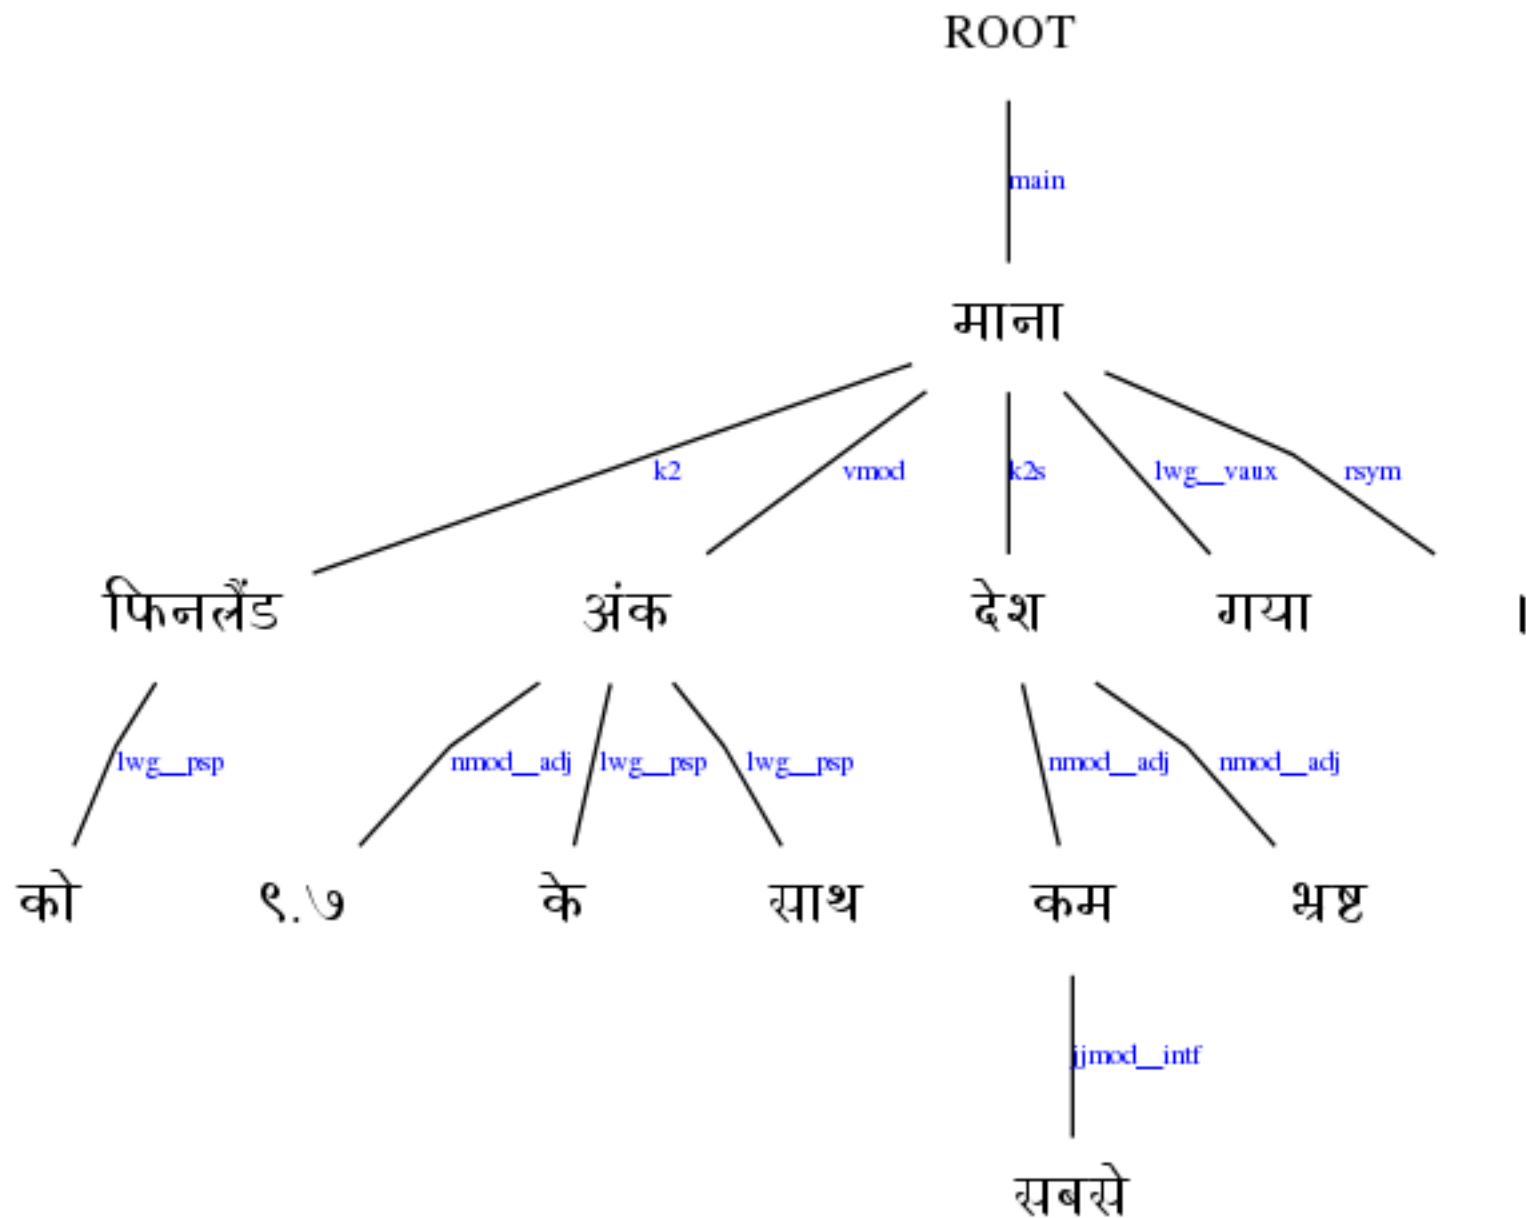 ROOT
main
माना
k2 vmod k2s lwg__vaux rsym
फिनलैंड अंक देश गया ।
lwg__psp nmod__adj lwg__psp lwg__psp nmod__adj nmod__adj
को ९.७ के साथ कम भ्रष्ट
jjmod__intf
सबसे